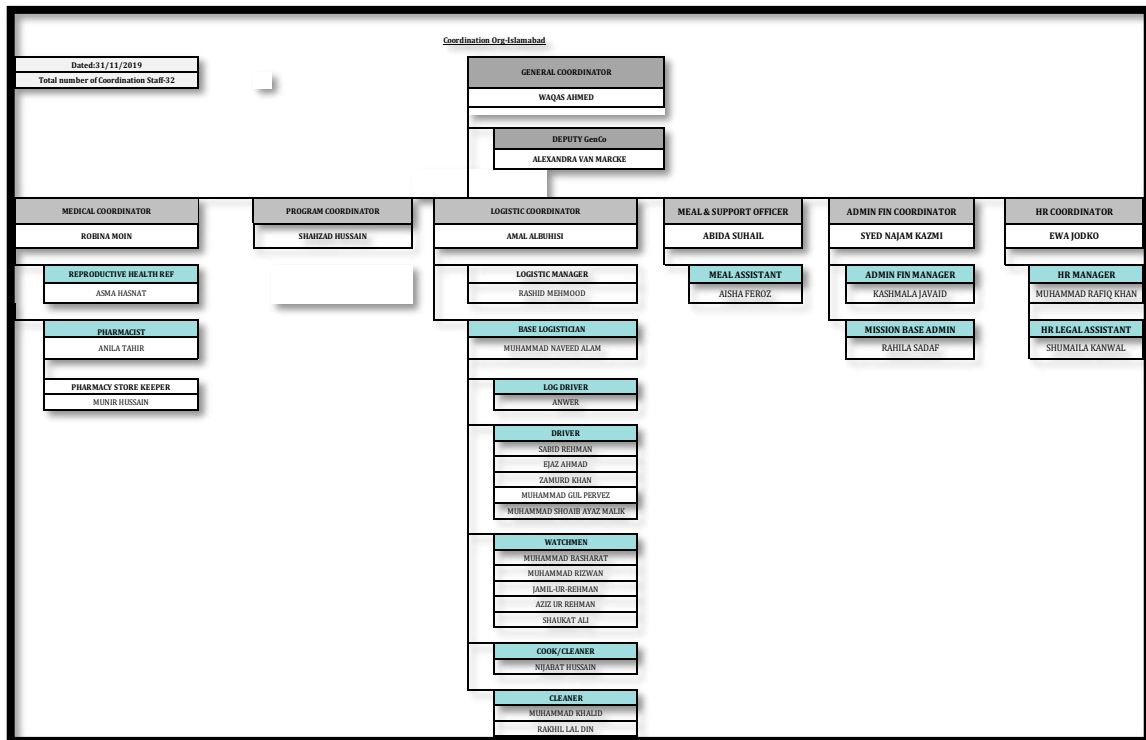 Coordination Org-Islamabad
Dated:31/11/2019
Total number of Coordination Staff-32
GENERAL COORDINATOR
WAQAS AHMED
DEPUTY GenCo
ALEXANDRA VAN MARCKE
MEDICAL COORDINATOR
ROBINA MOIN
REPRODUCTIVE HEALTH REF
ASMA HASNAT
PHARMACIST
ANILA TAHIR
PHARMACY STORE KEEPER
MUNIR HUSSAIN
PROGRAM COORDINATOR
SHAHZAD HUSSAIN
LOGISTIC COORDINATOR
AMAL ALBUHISI
LOGISTIC MANAGER
RASHID MEHMOOD
BASE LOGISTICIAN
MUHAMMAD NAVEED ALAM
LOG DRIVER
ANWER
DRIVER
SABID REHMAN
EJAZ AHMAD
ZAMURD KHAN
MUHAMMAD GUL PERVEZ
MUHAMMAD SHOAIB AYAZ MALIK
WATCHMEN
MUHAMMAD BASHARAT
MUHAMMAD RIZWAN
JAMIL-UR-REHMAN
AZIZ UR REHMAN
SHAUKAT ALI
COOK/CLEANER
NIJABAT HUSSAIN
CLEANER
MUHAMMAD KHALID
RAKHIL LAL DIN
MEAL & SUPPORT OFFICER
ABIDA SUHAIL
MEAL ASSISTANT
AISHA FEROZ
ADMIN FIN COORDINATOR
SYED NAJAM KAZMI
ADMIN FIN MANAGER
KASHMALA JAVAID
MISSION BASE ADMIN
RAHILA SADAF
HR COORDINATOR
EWA JODKO
HR MANAGER
MUHAMMAD RAFIQ KHAN
HR LEGAL ASSISTANT
SHUMAILA KANWAL